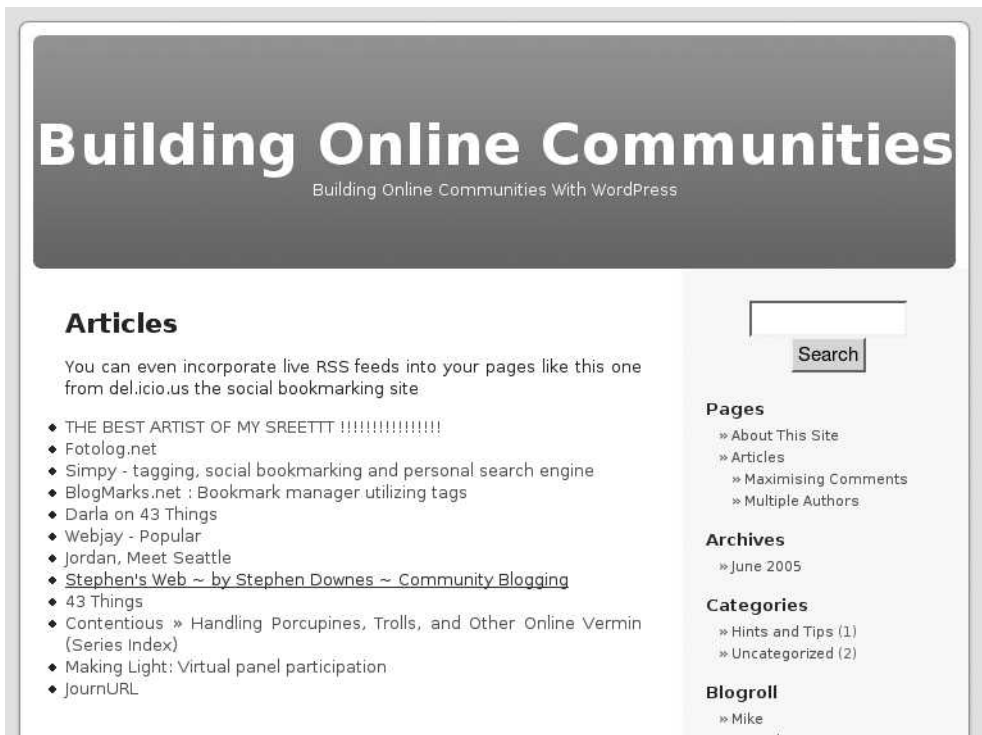 Building Online Communities
Building Online Communities With WordPress
Articles
You can even incorporate live RSS feeds into your pages like this one
from del.icio.us the social bookmarking site
THE BEST ARTIST OF MY SREETTT !!!!!!!!!!!!!!!!
Fotolog.net
Simpy - tagging, social bookmarking and personal search engine
BlogMarks.net : Bookmark manager utilizing tags
Darla on 43 Things
Webjay - Popular
Jordan, Meet Seattle
Stephen's Web ~ by Stephen Downes ~ Community Blogging
43 Things
Contentious » Handling Porcupines, Trolls, and Other Online Vermin
(Series Index)
Making Light: Virtual panel participation
JournURL
Search
Pages
» About This Site
» Articles
» Maximising Comments
» Multiple Authors
Archives
» June 2005
Categories
» Hints and Tips (1)
» Uncategorized (2)
Blogroll
» Mike